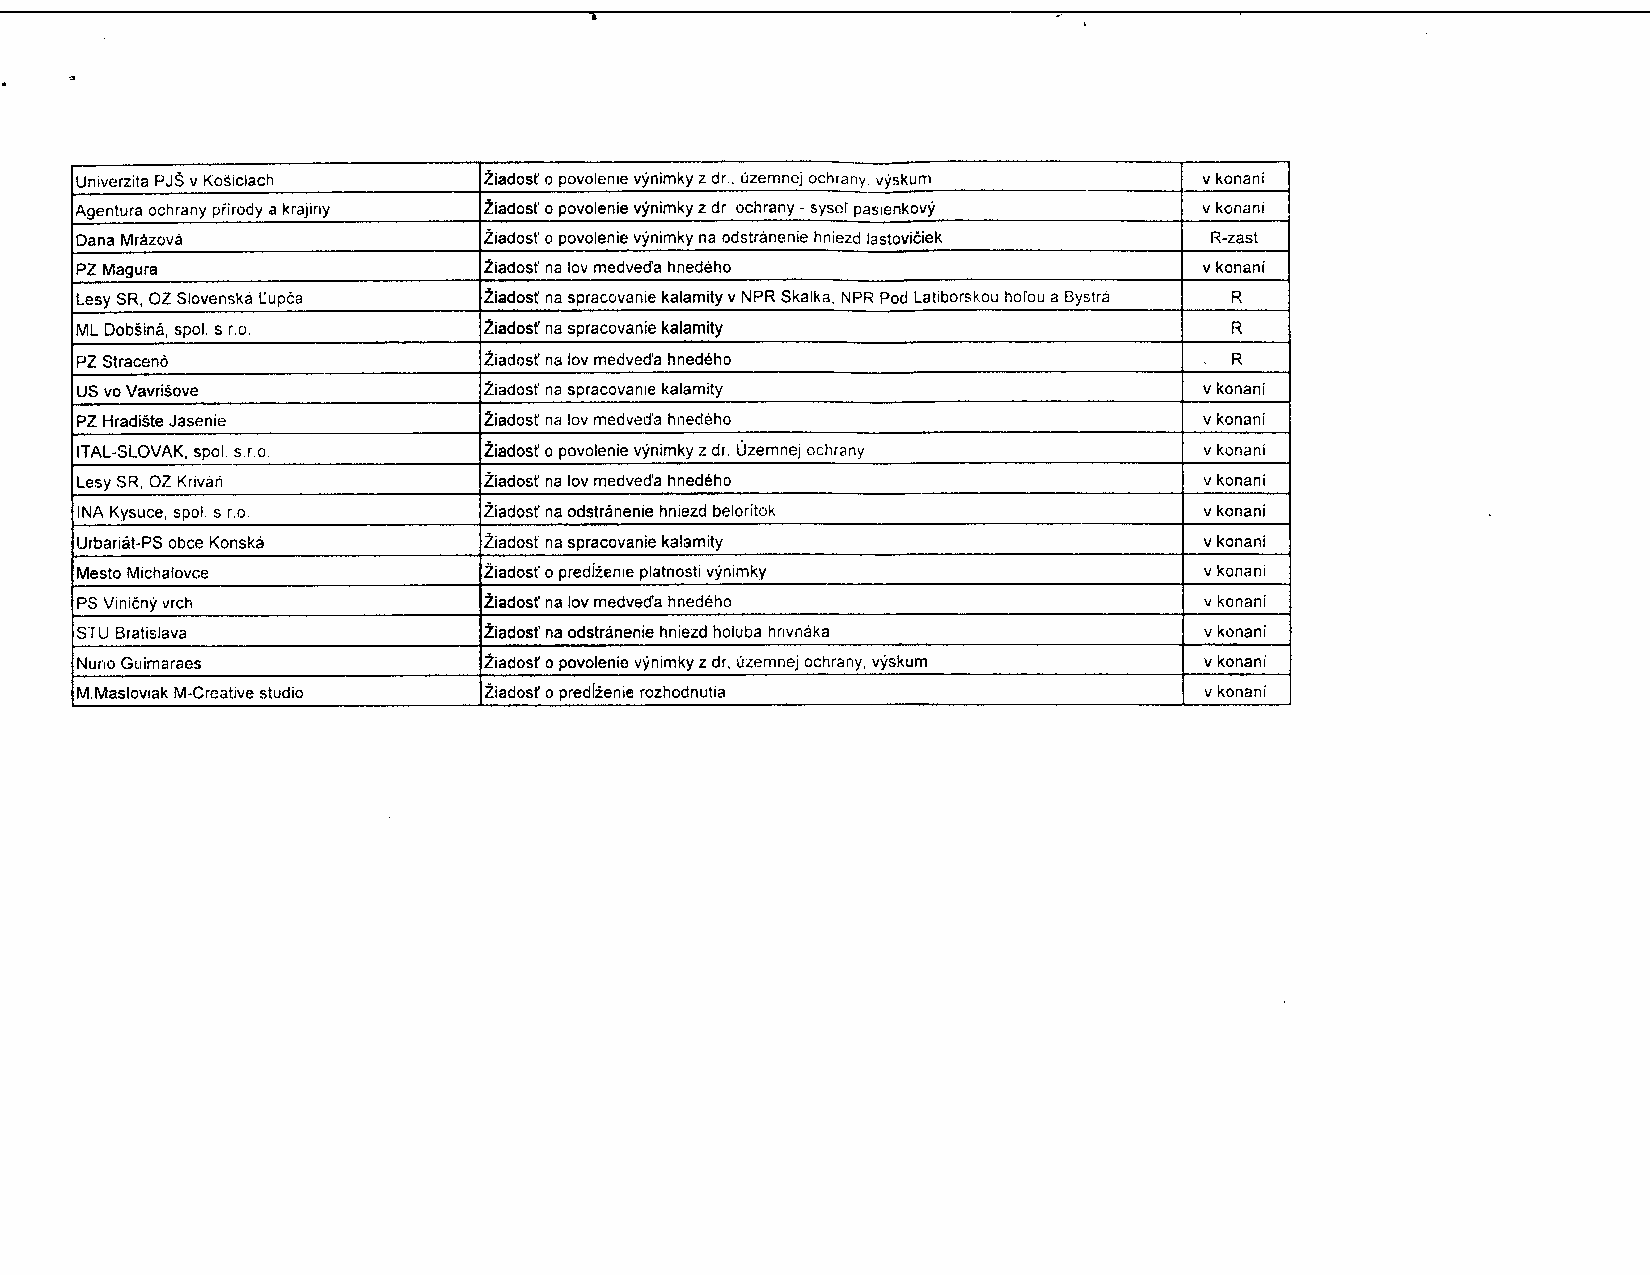 Univerzita PJŠ v Košiciach Žiadosť o povolenie výnimky z dr., územnej ochrany, výskum v konaní
Agentura ochrany přírody a krajiny Žiadosť o povolenie výnimky z dr. ochrany - syseľ pasienkový v konaní
Dana Mrázová Žiadosť o povolenie výnimky na odstránenie hniezd lastovičiek R-zast
PZ Magura Žiadosť na lov medveďa hnedého v konaní
Lesy SR, OZ Slovenská Ľupča Žiadosť na spracovanie kalamity v NPR Skalka, NPR Pod Latiborskou hoľou a Bystrá R
ML Dobšiná, spol. s r.o. Žiadosť na spracovanie kalamity R
PZ Stracenô Žiadosť na lov medveďa hnedého R
US vo Vavrišove Žiadosť na spracovanie kalamity v konaní
PZ Hradište Jasenie Žiadosť na lov medveďa hnedého v konaní
ITAL-SLOVAK, spol. s.r.o. Žiadosť o povolenie výnimky z dr. Územnej ochrany v konaní
Lesy SR, OZ Kriváň Žiadosť na lov medveďa hnedého v konaní
INA Kysuce, spol. s r.o. Žiadosť na odstránenie hniezd belorítok v konaní
Urbariát-PS obce Konská Žiadosť na spracovanie kalamity v konaní
Mesto Michalovce Žiadosť o predĺženie platnosti výnimky v konaní
PS Viničný vrch Žiadosť na lov medveďa hnedého v konaní
STU Bratislava Žiadosť na odstránenie hniezd holuba hrivnáka v konaní
Nuno Guimaraes Žiadosť o povolenie výnimky z dr, územnej ochrany, výskum v konaní
M.Masloviak M-Creative studio Žiadosť o predĺženie rozhodnutia v konaní